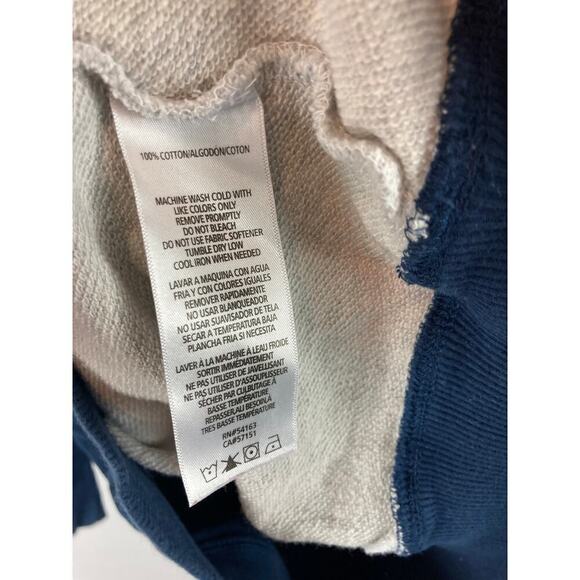 100% COTTON/ALGODÓN/COTON
MACHINE WASH COLD WITH
LIKE COLORS ONLY
REMOVE PROMPTLY
DO NOT BLEACH
DO NOT USE FABRIC SOFTENER
TUMBLE DRY LOW
COOL IRON WHEN NEEDED
LAVAR A MAQUINA CON AGUA
FRIA Y CON COLORES IGUALES
REMOVER RAPIDAMENTE
NO USAR BLANQUEADOR
NO USAR SUAVISADOR DE TELA
SECAR A TEMPERATURA BAJA
PLANCHA FRIA SI NECESITA
LAVER À LA MACHINE À LEAU FROIDE
SORTIR IMMÉDIATEMENT
NE PAS UTILISER DE JAVELLISANT
NE PAS UTILISER D'ASSOUPLISSEUR
SÉCHER PAR CULBUTAGE À
BASSE TEMPÉRATURE
REPASSER,AU BESOIN,À
TRES BASSE TEMPÉRATURE
RN#54163
CA#57151